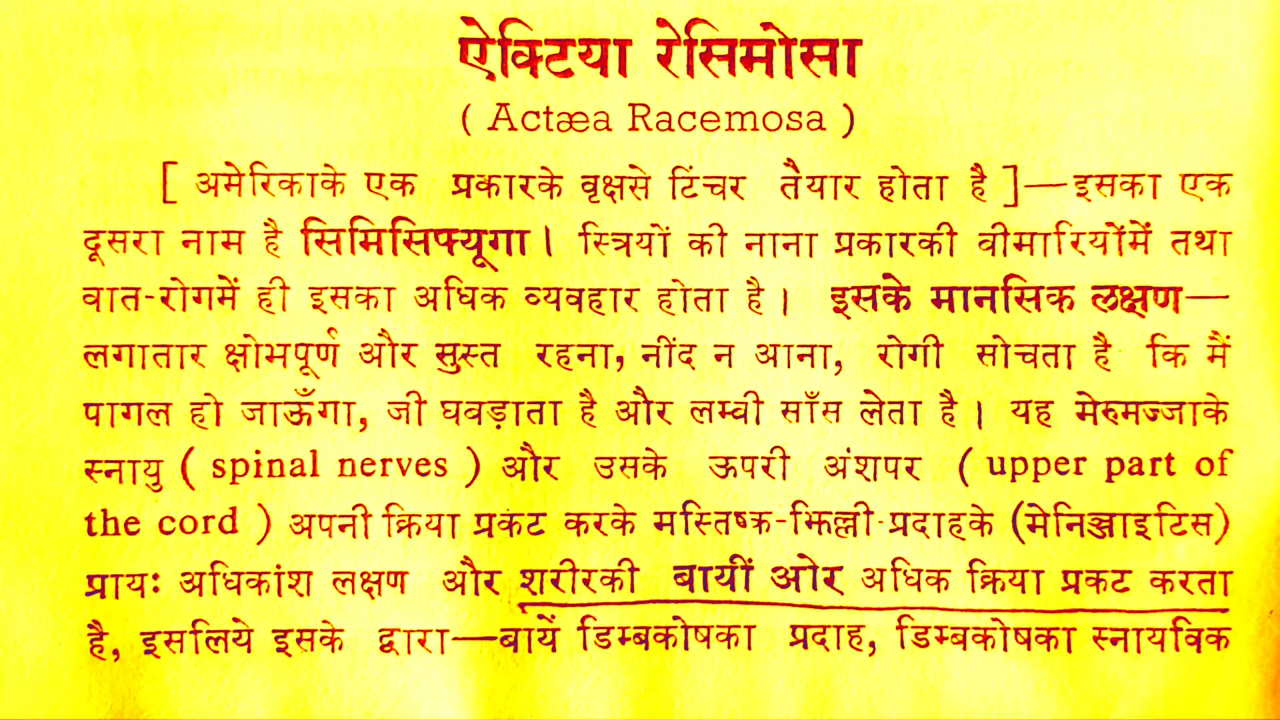 ऐक्टिया रेसिमोसा
( Actæa Racemosa )
[ अमेरिकाके एक प्रकारके वृक्षसे टिंचर तैयार होता है ]—इसका एक
दूसरा नाम है सिमिसिफ्यूगा। स्त्रियों की नाना प्रकारकी बीमारियोंमें तथा
वात-रोगमें ही इसका अधिक व्यवहार होता है। इसके मानसिक लक्षण—
लगातार क्षोभपूर्ण और सुस्त रहना, नींद न आना, रोगी सोचता है कि मैं
पागल हो जाऊँगा, जी घबड़ाता है और लम्बी साँस लेता है। यह मेरुमज्जाके
स्नायु ( spinal nerves ) और उसके ऊपरी अंशपर ( upper part of
the cord ) अपनी क्रिया प्रकट करके मस्तिष्क-झिल्ली-प्रदाहके (मेनिञ्जाइटिस)
प्रायः अधिकांश लक्षण और शरीरकी बायीं ओर अधिक क्रिया प्रकट करता
है, इसलिये इसके द्वारा—बायें डिम्बकोषका प्रदाह, डिम्बकोषका स्नायविक